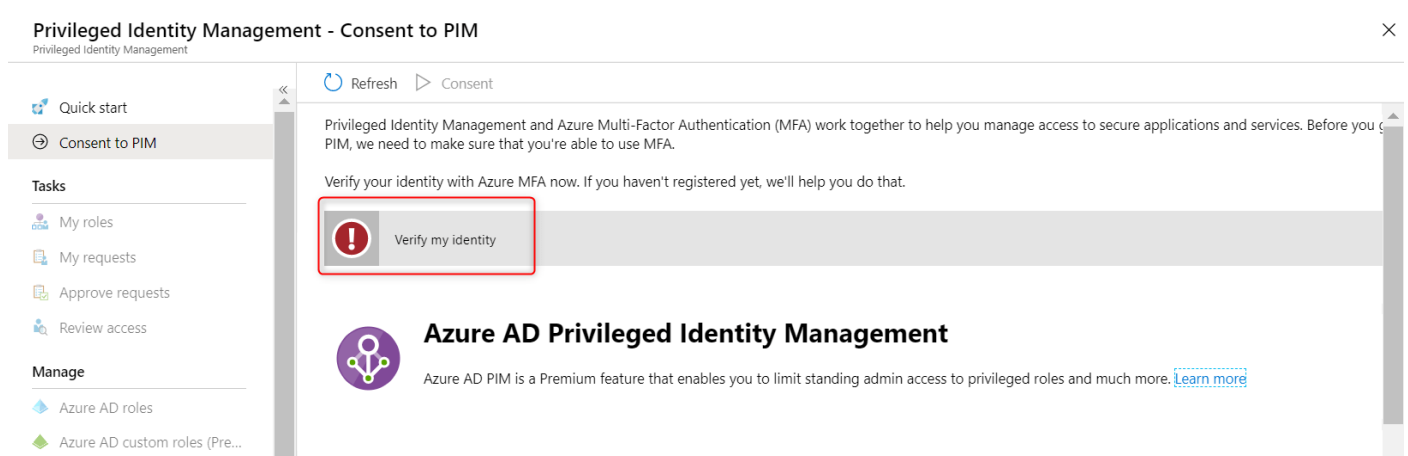 Privileged Identity Management - Consent to PIM
Privileged Identity Management
Quick start
Consent to PIM
Tasks
My roles
My requests
Approve requests
Review access
Manage
Azure AD roles
Azure AD custom roles (Pre...
Refresh
Consent
Privileged Identity Management and Azure Multi-Factor Authentication (MFA) work together to help you manage access to secure applications and services. Before you
PIM, we need to make sure that you're able to use MFA.
Verify your identity with Azure MFA now. If you haven't registered yet, we'll help you do that.
Verify my identity
Azure AD Privileged Identity Management
Azure AD PIM is a Premium feature that enables you to limit standing admin access to privileged roles and much more. Learn more